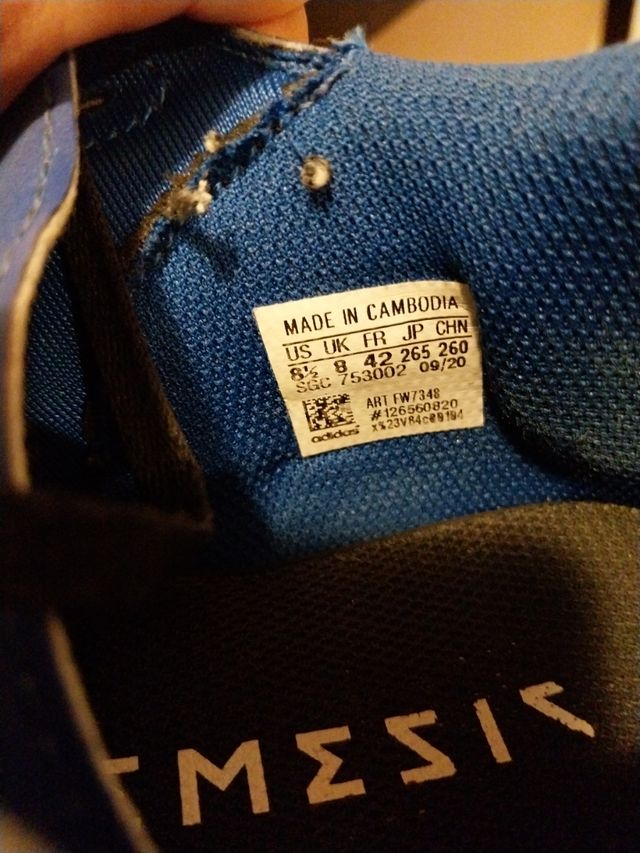 MADE IN CAMBODIA
US UK FR JP CHN
8½ 8 42 265 260
SGC 753002 09/20
ART FW7348
#126560820
adidas
MEZIZ